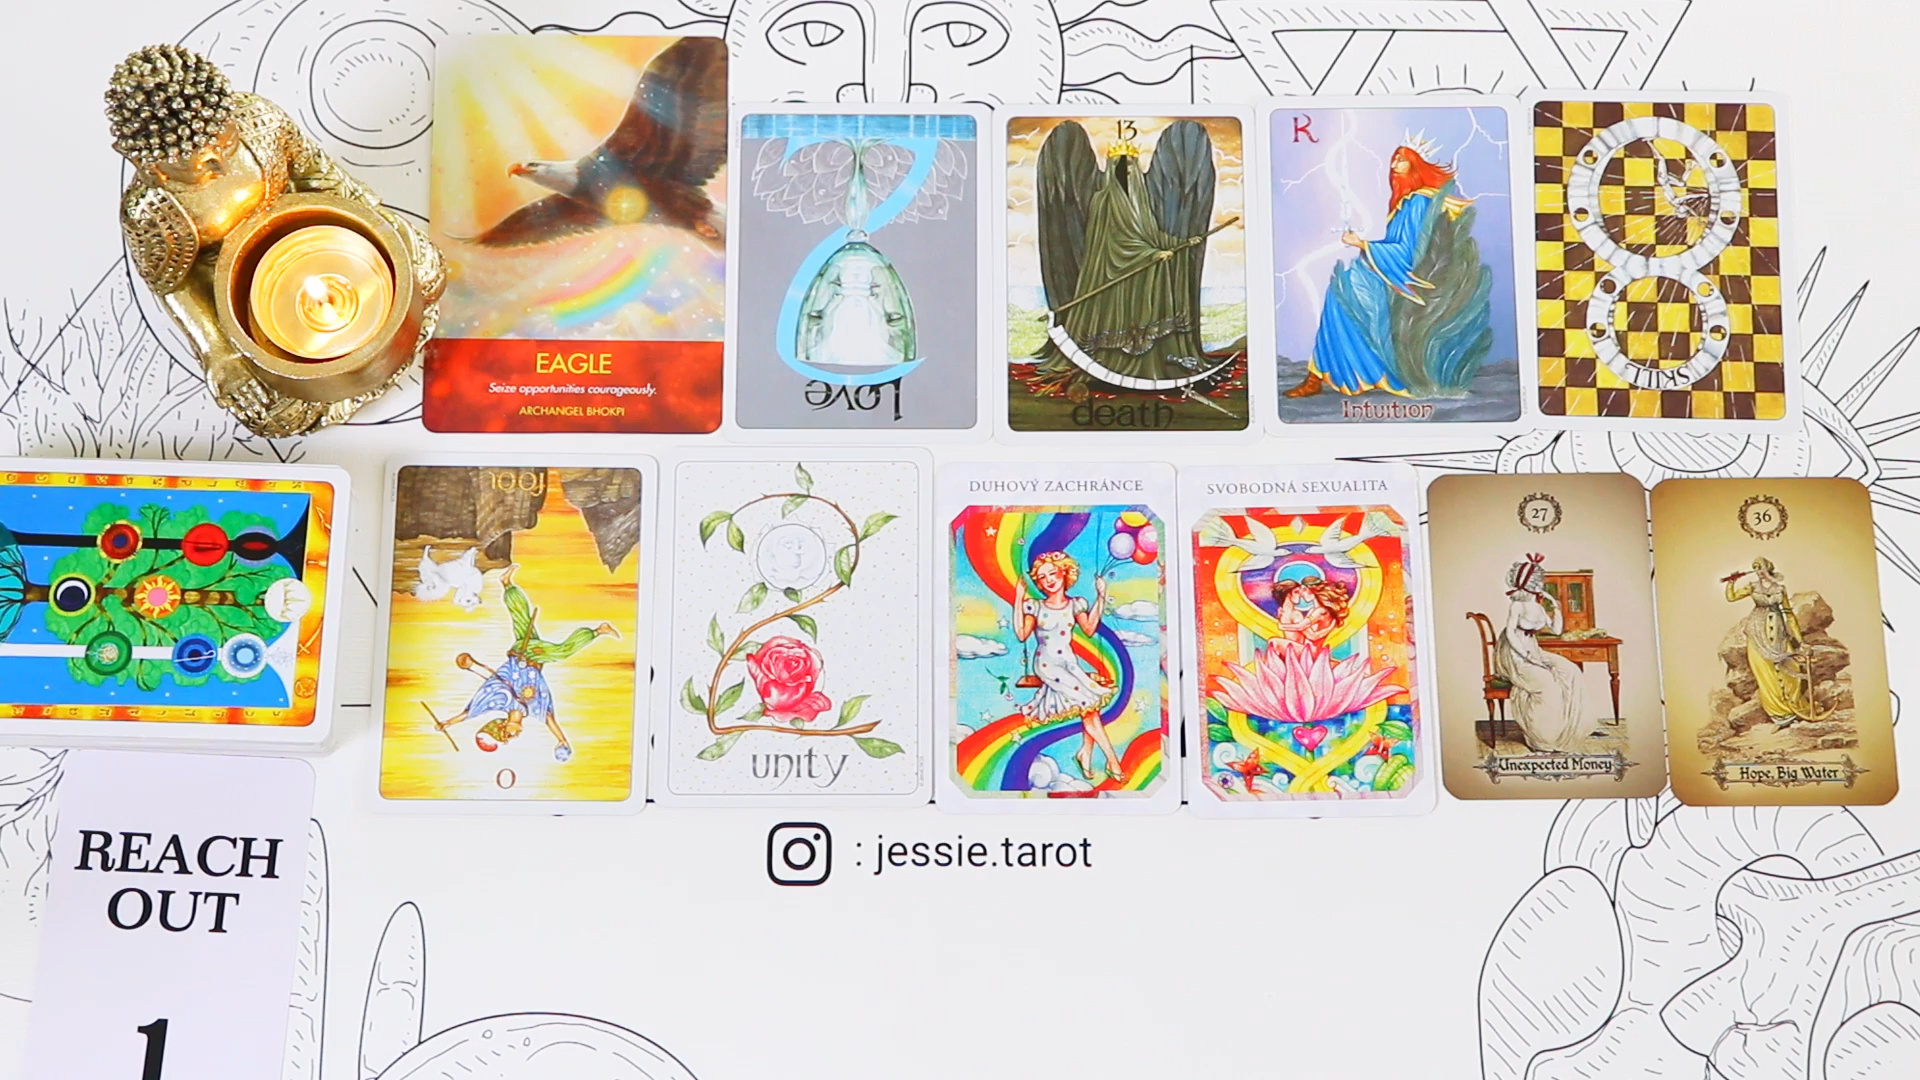 EAGLE
Seize opportunities courageously.
ARCHANGEL BHOKPI
Love
13
death
K
Intuition
SKILL
fool
0
unity
DUHOVÝ ZACHRÁNCE
SVOBODNÁ SEXUALITA
27
Unexpected Money
36
Hope, Big Water
: jessie.tarot
REACH
OUT
1